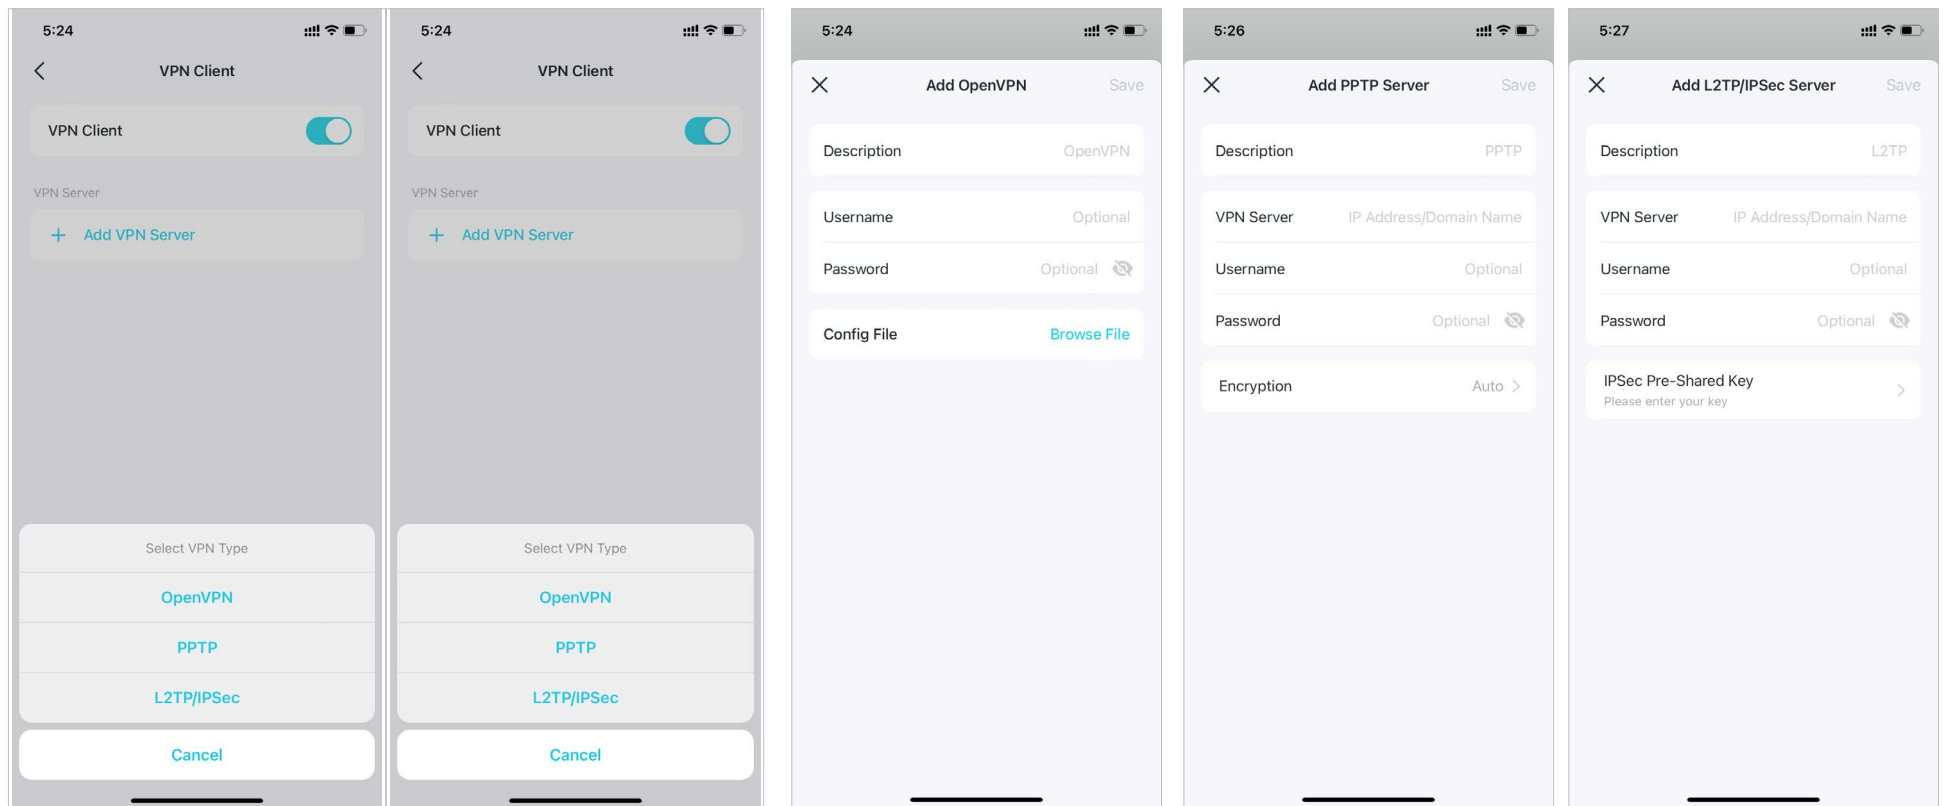 5:24
VPN Client
VPN Client
VPN Server
+ Add VPN Server
Select VPN Type
OpenVPN
PPTP
L2TP/IPSec
Cancel
5:24
VPN Client
VPN Client
VPN Server
+ Add VPN Server
Select VPN Type
OpenVPN
PPTP
L2TP/IPSec
Cancel
5:24
Add OpenVPN Save
Description OpenVPN
Username Optional
Password Optional
Config File Browse File
5:26
Add PPTP Server Save
Description PPTP
VPN Server IP Address/Domain Name
Username Optional
Password Optional
Encryption Auto
5:27
Add L2TP/IPSec Server Save
Description L2TP
VPN Server IP Address/Domain Name
Username Optional
Password Optional
IPSec Pre-Shared Key
Please enter your key